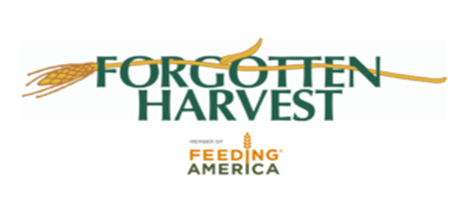 FORGOTTEN
HARVEST
MEMBER OF
FEEDING
AMERICA